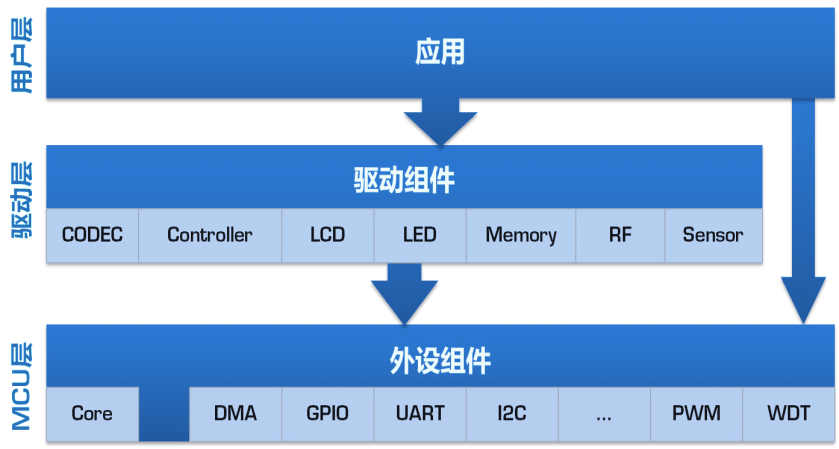 用户层
应用
驱动层
驱动组件
CODEC
Controller
LCD
LED
Memory
RF
Sensor
MCU层
外设组件
Core
DMA
GPIO
UART
I2C
...
PWM
WDT